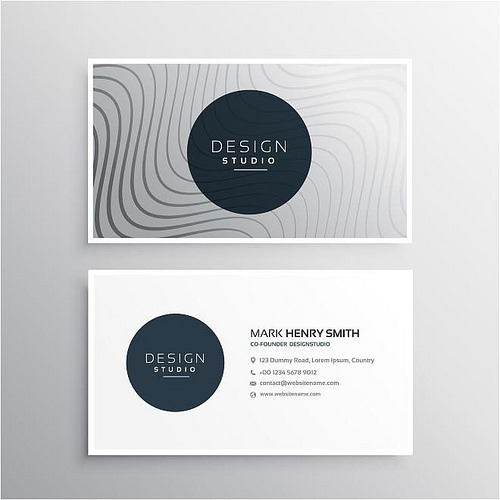 DESIGN
STUDIO
DESIGN
STUDIO
MARK HENRY SMITH
CO-FOUNDER DESIGNSTUDIO
123 Dummy Road, Lorem Ipsum, Country
+00 1234 5678 9012
contact@websitename.com
www.websitename.com